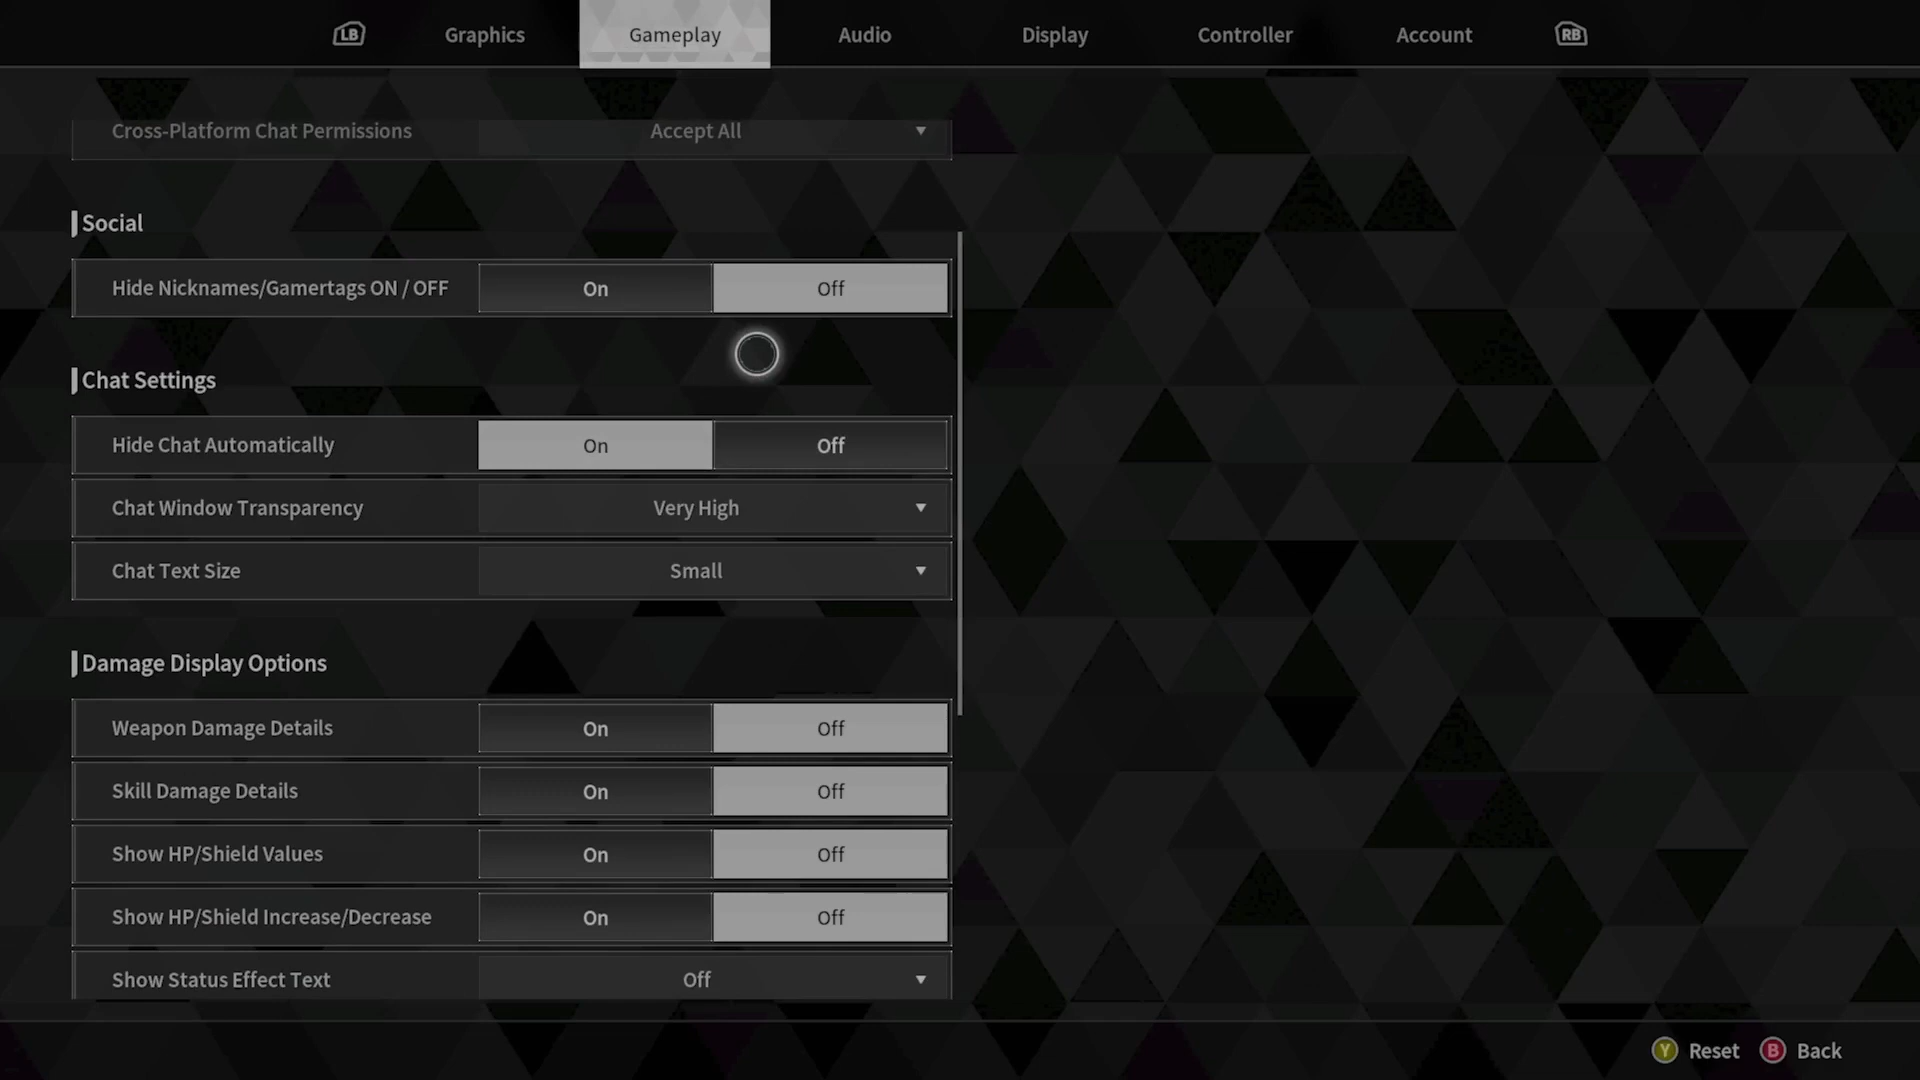 LB Graphics Gameplay Audio Display Controller Account RB
Cross-Platform Chat Permissions Accept All
Social
Hide Nicknames/Gamertags ON / OFF On Off
Chat Settings
Hide Chat Automatically On Off
Chat Window Transparency Very High
Chat Text Size Small
Damage Display Options
Weapon Damage Details On Off
Skill Damage Details On Off
Show HP/Shield Values On Off
Show HP/Shield Increase/Decrease On Off
Show Status Effect Text Off
Y Reset B Back